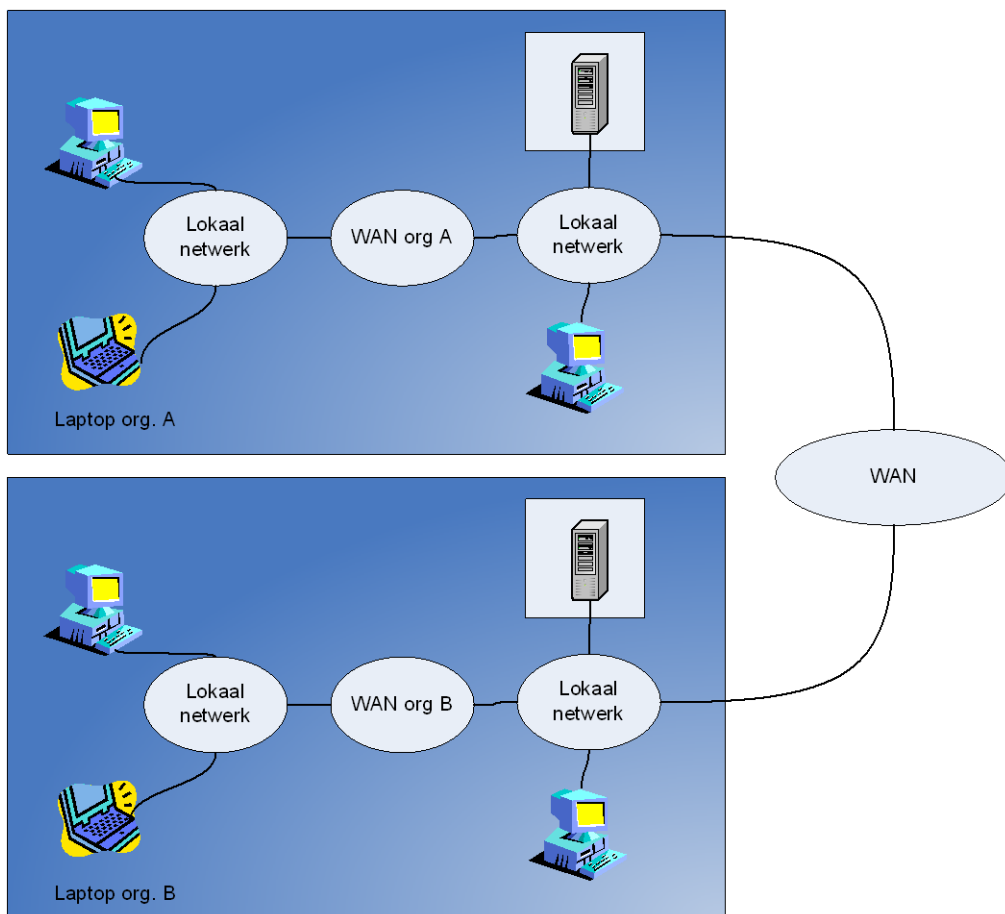 Lokaal
netwerk
WAN org A
Lokaal
netwerk
Laptop org. A
WAN
Lokaal
netwerk
WAN org B
Lokaal
netwerk
Laptop org. B